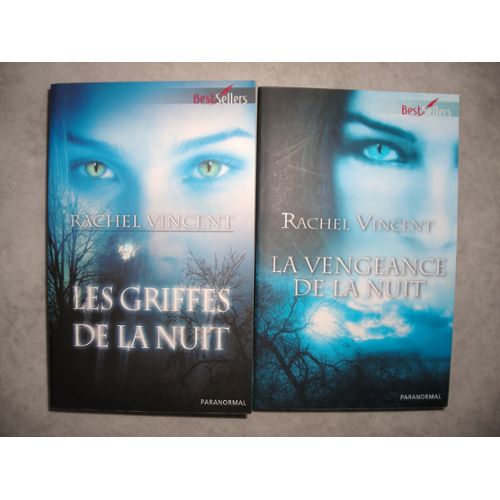 BestSellers
RACHEL VINCENT
LES GRIFFES
DE LA NUIT
PARANORMAL
BestSellers
RACHEL VINCENT
LA VENGEANCE
DE LA NUIT
PARANORMAL